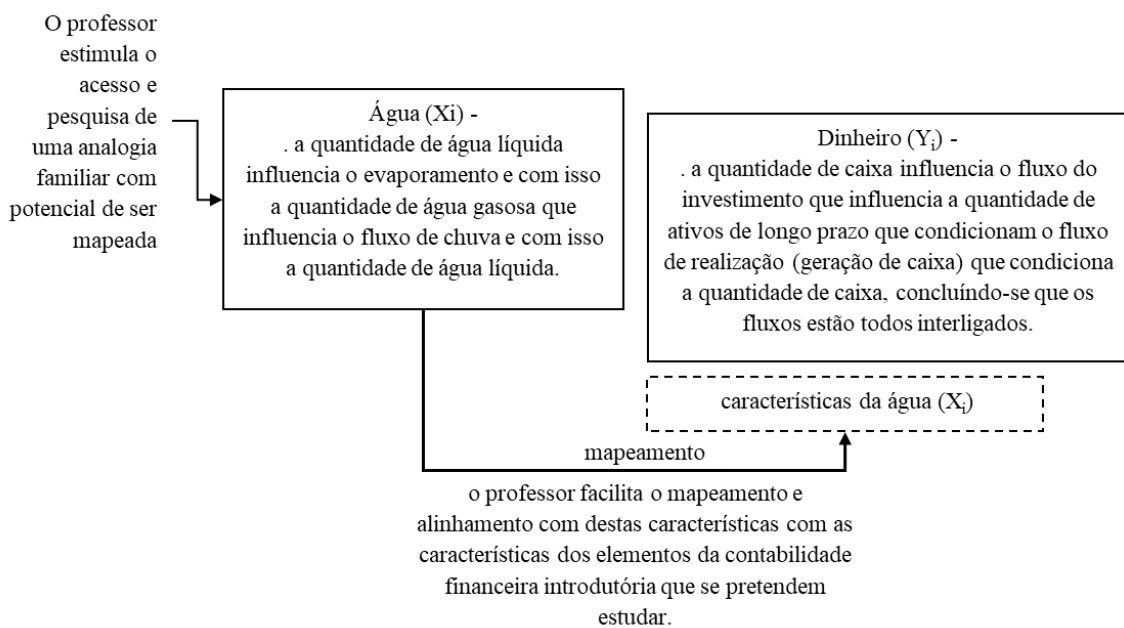 O professor
estimula o
acesso e
pesquisa de
uma analogia
familiar com
potencial de ser
mapeada
Água (Xi) -
. a quantidade de água líquida
influencia o evaporamento e com isso
a quantidade de água gasosa que
influencia o fluxo de chuva e com isso
a quantidade de água líquida.
Dinheiro (Yi) -
. a quantidade de caixa influencia o fluxo do
investimento que influencia a quantidade de
ativos de longo prazo que condicionam o fluxo
de realização (geração de caixa) que condiciona
a quantidade de caixa, concluíndo-se que os
fluxos estão todos interligados.
características da água (Xi)
mapeamento
o professor facilita o mapeamento e
alinhamento com destas características com as
características dos elementos da contabilidade
financeira introdutória que se pretendem
estudar.